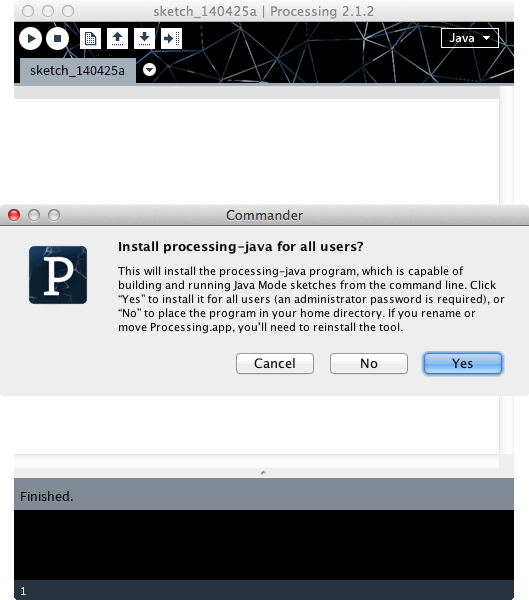 sketch_140425a | Processing 2.1.2
Java
sketch_140425a
Commander
P
Install processing-java for all users?
This will install the processing-java program, which is capable of
building and running Java Mode sketches from the command line. Click
“Yes” to install it for all users (an administrator password is required), or
“No” to place the program in your home directory. If you rename or
move Processing.app, you’ll need to reinstall the tool.
Cancel
No
Yes
Finished.
1